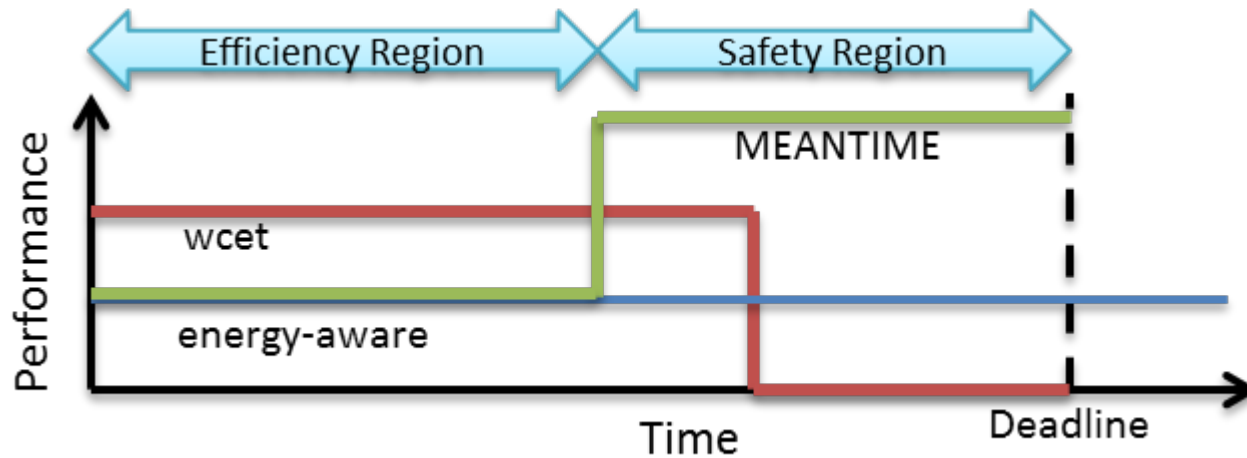 Efficiency Region
Safety Region
Performance
MEANTIME
wcet
energy-aware
Time
Deadline